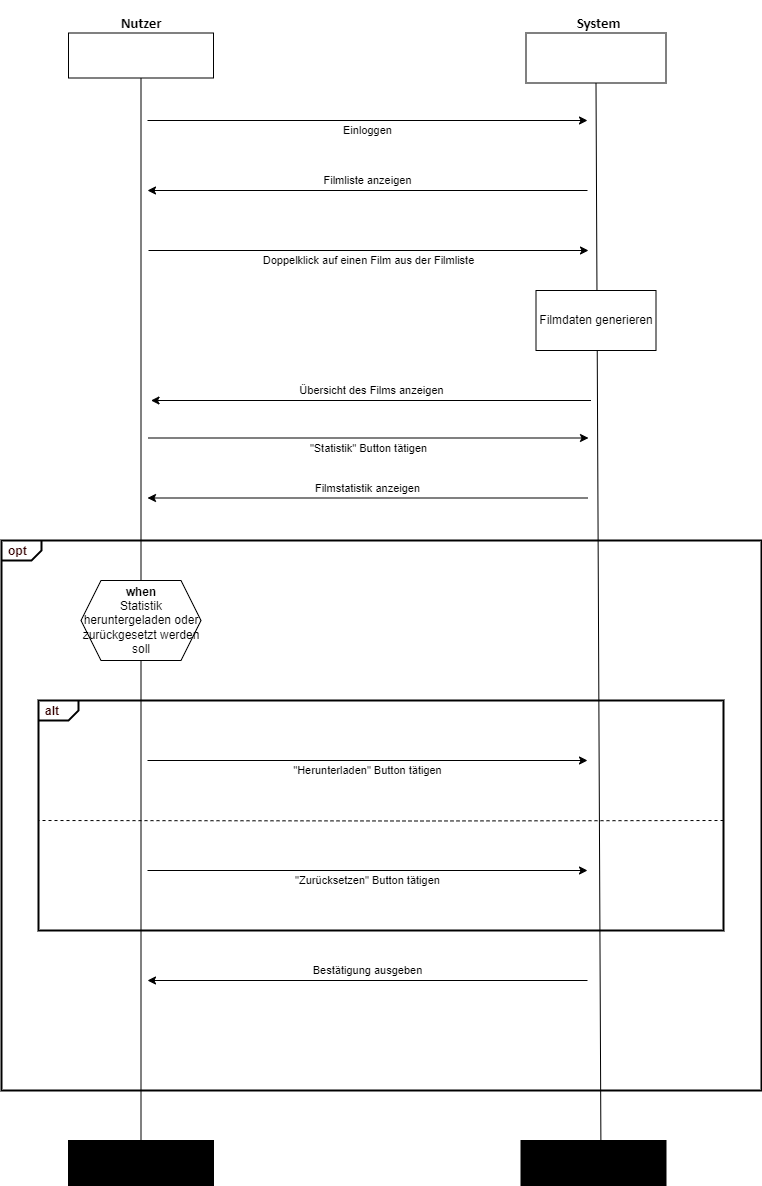 Nutzer
System
Einloggen
Filmliste anzeigen
Doppelklick auf einen Film aus der Filmliste
Filmdaten generieren
Übersicht des Films anzeigen
"Statistik" Button tätigen
Filmstatistik anzeigen
opt
when
Statistik
heruntergeladen oder
zurückgesetzt werden
soll
alt
"Herunterladen" Button tätigen
"Zurücksetzen" Button tätigen
Bestätigung ausgeben